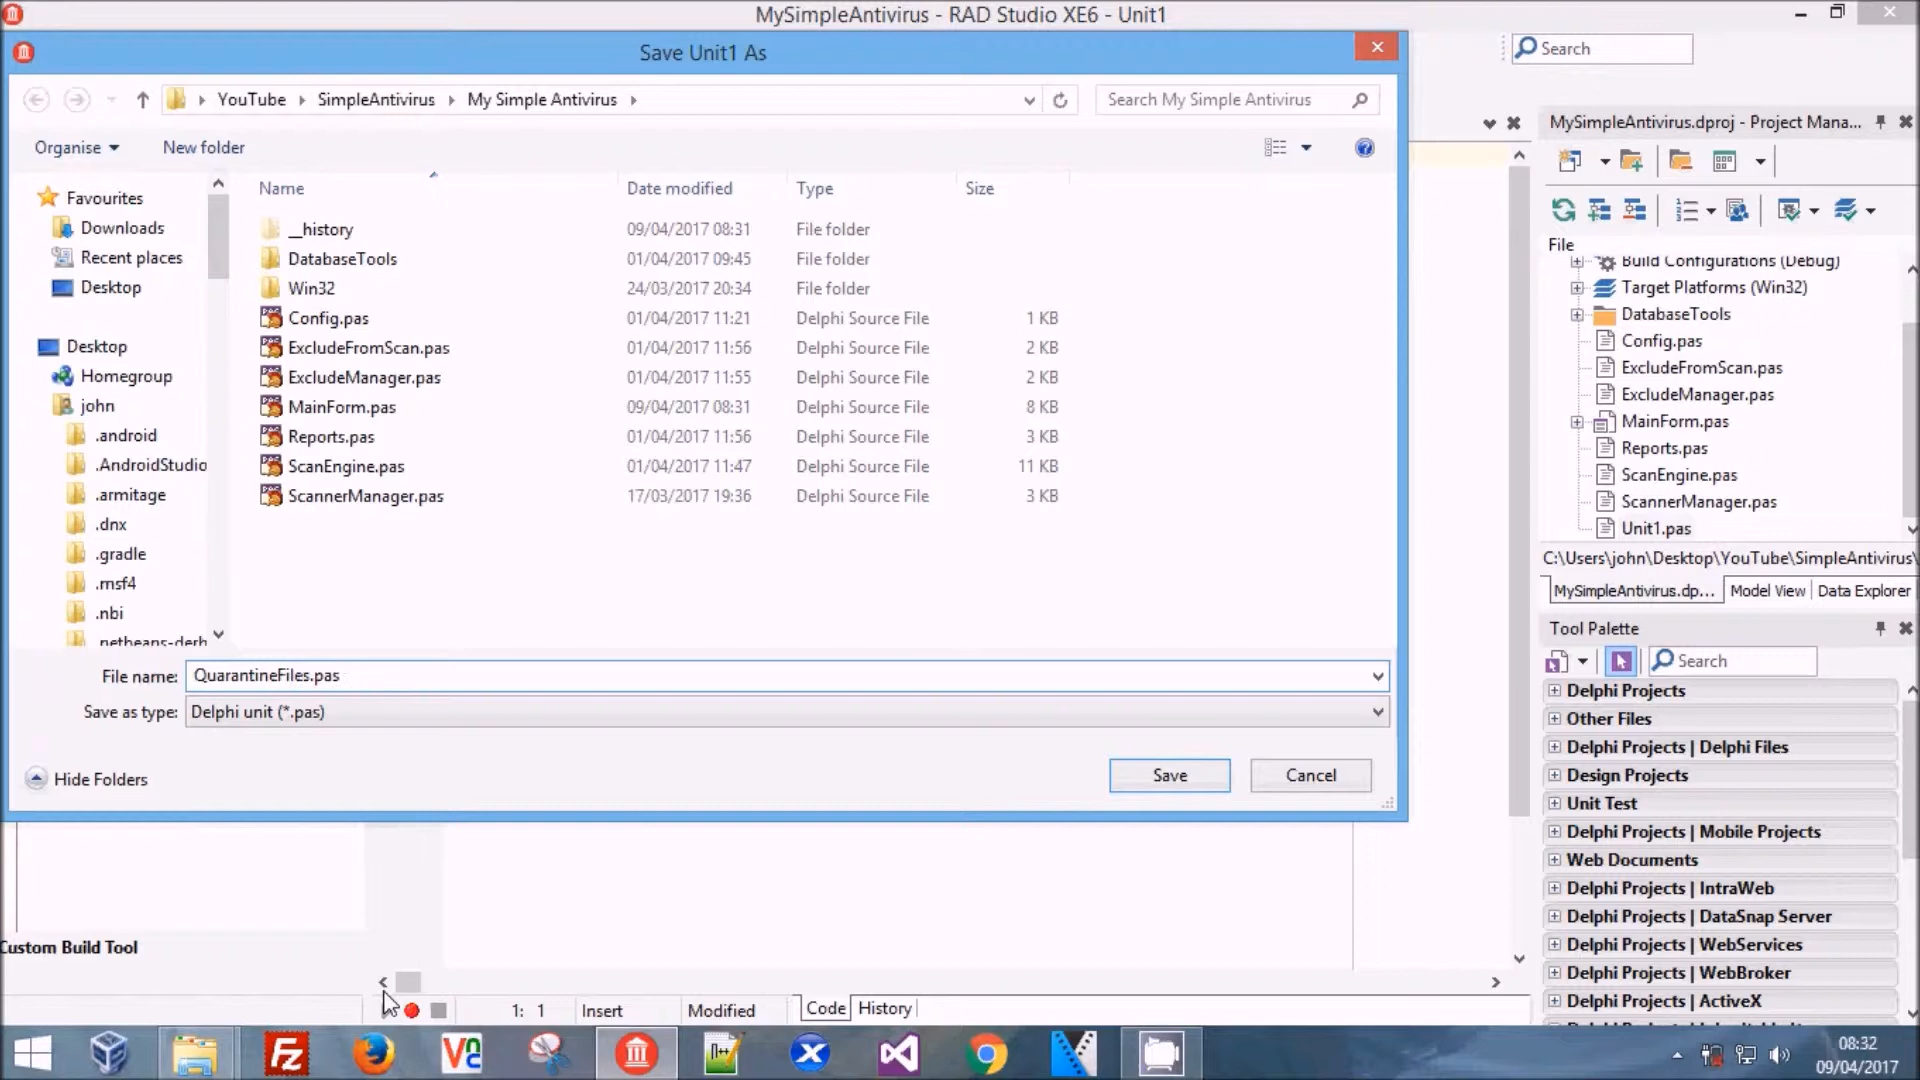 MySimpleAntivirus - RAD Studio XE6 - Unit1
Save Unit1 As
Search
YouTube
SimpleAntivirus
My Simple Antivirus
Search My Simple Antivirus
Organise
New folder
Name
Date modified
Type
Size
__history 09/04/2017 08:31 File folder
DatabaseTools 01/04/2017 09:45 File folder
Win32 24/03/2017 20:34 File folder
Config.pas 01/04/2017 11:21 Delphi Source File 1 KB
ExcludeFromScan.pas 01/04/2017 11:56 Delphi Source File 2 KB
ExcludeManager.pas 01/04/2017 11:55 Delphi Source File 2 KB
MainForm.pas 09/04/2017 08:31 Delphi Source File 8 KB
Reports.pas 01/04/2017 11:56 Delphi Source File 3 KB
ScanEngine.pas 01/04/2017 11:47 Delphi Source File 11 KB
ScannerManager.pas 17/03/2017 19:36 Delphi Source File 3 KB
Favourites
Downloads
Recent places
Desktop
Desktop
Homegroup
john
.android
.AndroidStudio
.armitage
.dnx
.gradle
.msf4
.nbi
.netbeans-derb
File name: QuarantineFiles.pas
Save as type: Delphi unit (*.pas)
Hide Folders
Save
Cancel
MySimpleAntivirus.dproj - Project Mana...
File
Build Configurations (Debug)
Target Platforms (Win32)
DatabaseTools
Config.pas
ExcludeFromScan.pas
ExcludeManager.pas
MainForm.pas
Reports.pas
ScanEngine.pas
ScannerManager.pas
Unit1.pas
C:\Users\john\Desktop\YouTube\SimpleAntivirus\
MySimpleAntivirus.dp...
Model View
Data Explorer
Tool Palette
Search
Delphi Projects
Other Files
Delphi Projects | Delphi Files
Design Projects
Unit Test
Delphi Projects | Mobile Projects
Web Documents
Delphi Projects | IntraWeb
Delphi Projects | DataSnap Server
Delphi Projects | WebServices
Delphi Projects | WebBroker
Delphi Projects | ActiveX
Custom Build Tool
1: 1
Insert
Modified
Code
History
08:32
09/04/2017